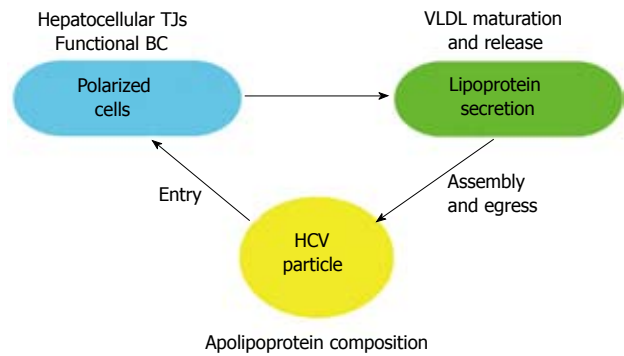 Hepatocellular TJs
Functional BC
VLDL maturation
and release
Polarized
cells
Lipoprotein
secretion
Entry
Assembly
and egress
HCV
particle
Apolipoprotein composition